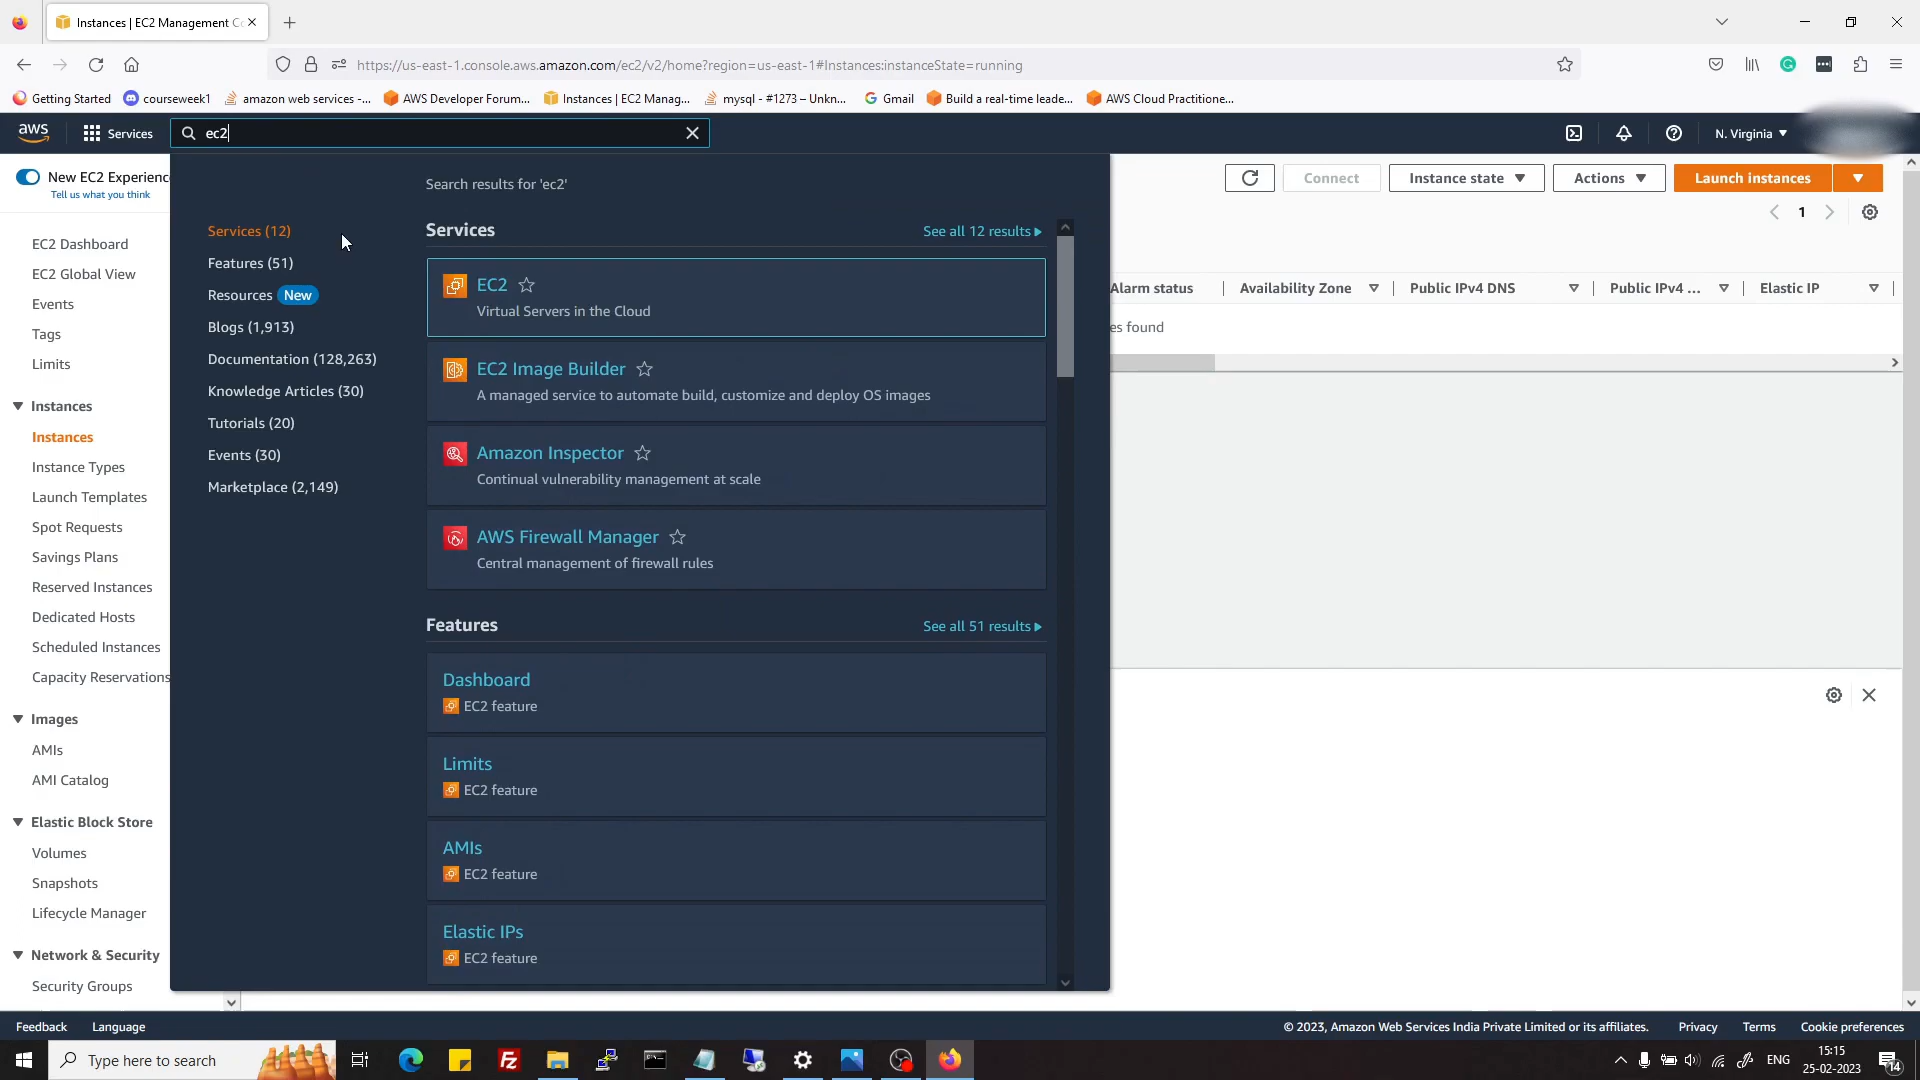 Instances | EC2 Management Co
https://us-east-1.console.aws.amazon.com/ec2/v2/home?region=us-east-1#Instances:instanceState=running
Getting Started
courseweek1
amazon web services -...
AWS Developer Forum...
Instances | EC2 Manag...
mysql - #1273 – Unkn...
Gmail
Build a real-time leade...
AWS Cloud Practitione...
aws
Services
ec2
N. Virginia
New EC2 Experience
Tell us what you think
EC2 Dashboard
EC2 Global View
Events
Tags
Limits
Instances
Instances
Instance Types
Launch Templates
Spot Requests
Savings Plans
Reserved Instances
Dedicated Hosts
Scheduled Instances
Capacity Reservations
Images
AMIs
AMI Catalog
Elastic Block Store
Volumes
Snapshots
Lifecycle Manager
Network & Security
Security Groups
Search results for 'ec2'
Services (12)
Features (51)
Resources New
Blogs (1,913)
Documentation (128,263)
Knowledge Articles (30)
Tutorials (20)
Events (30)
Marketplace (2,149)
Services
See all 12 results
EC2
Virtual Servers in the Cloud
EC2 Image Builder
A managed service to automate build, customize and deploy OS images
Amazon Inspector
Continual vulnerability management at scale
AWS Firewall Manager
Central management of firewall rules
Features
See all 51 results
Dashboard
EC2 feature
Limits
EC2 feature
AMIs
EC2 feature
Elastic IPs
EC2 feature
Connect
Instance state
Actions
Launch instances
1
Alarm status
Availability Zone
Public IPv4 DNS
Public IPv4 ...
Elastic IP
es found
Feedback
Language
© 2023, Amazon Web Services India Private Limited or its affiliates.
Privacy
Terms
Cookie preferences
Type here to search
ENG
15:15
25-02-2023
14